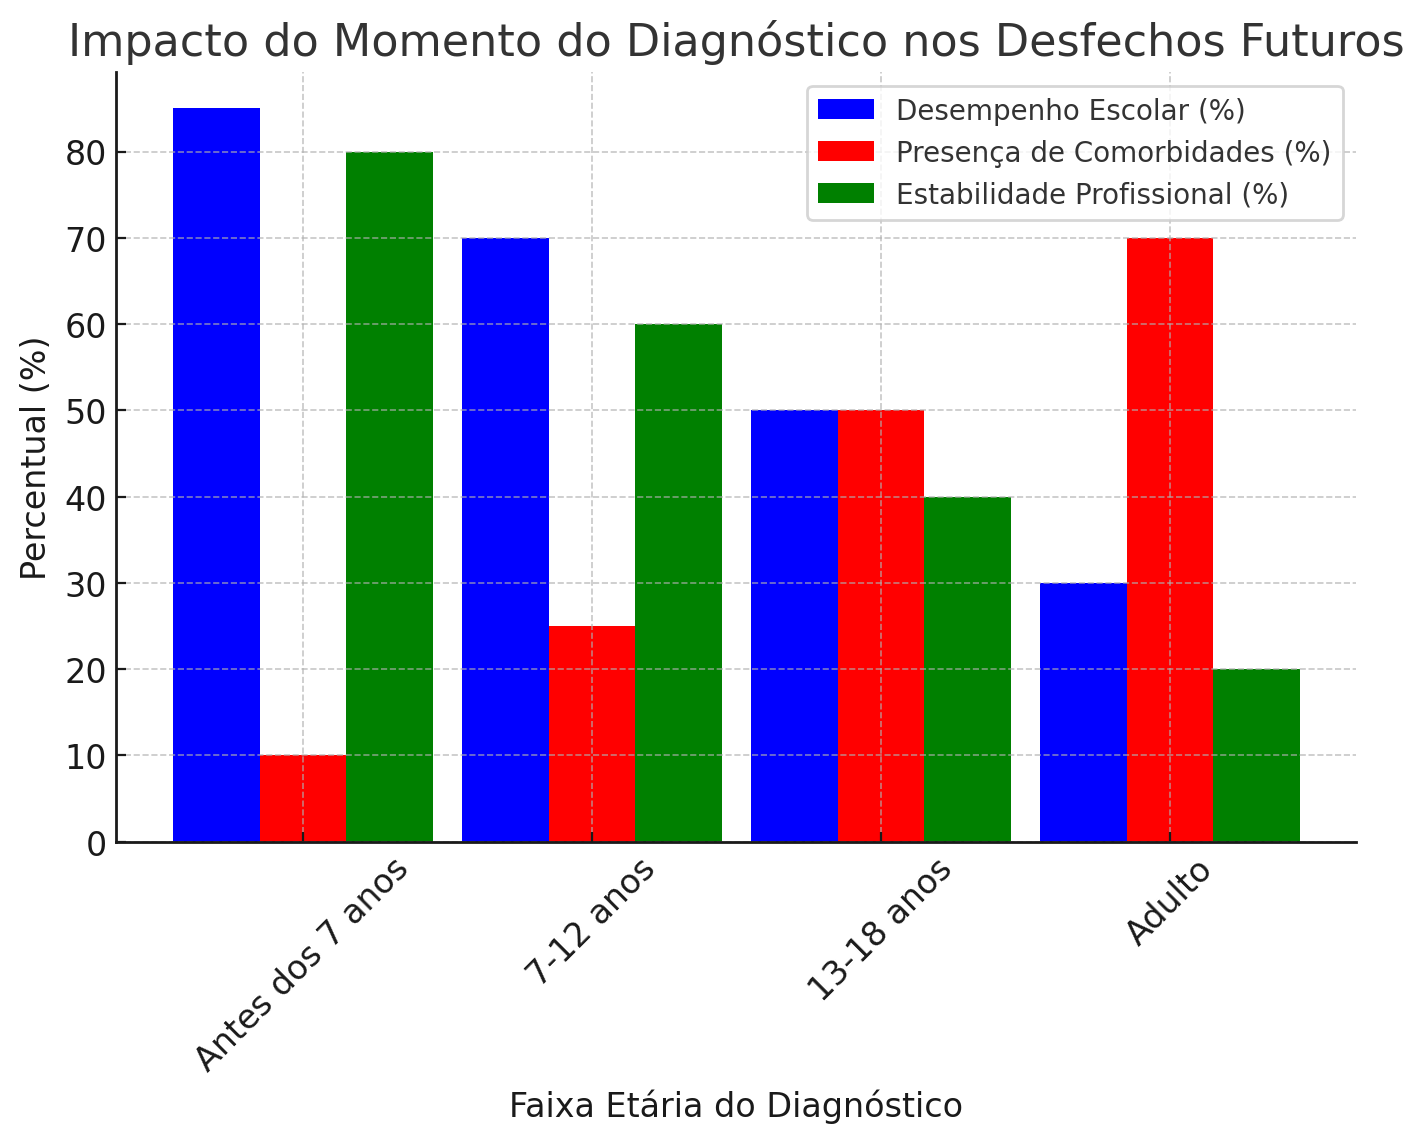 Impacto do Momento do Diagnóstico nos Desfechos Futuros
Desempenho Escolar (%)
Presença de Comorbidades (%)
Estabilidade Profissional (%)
Percentual (%)
80
70
60
50
40
30
20
10
0
Antes dos 7 anos
7-12 anos
13-18 anos
Adulto
Faixa Etária do Diagnóstico